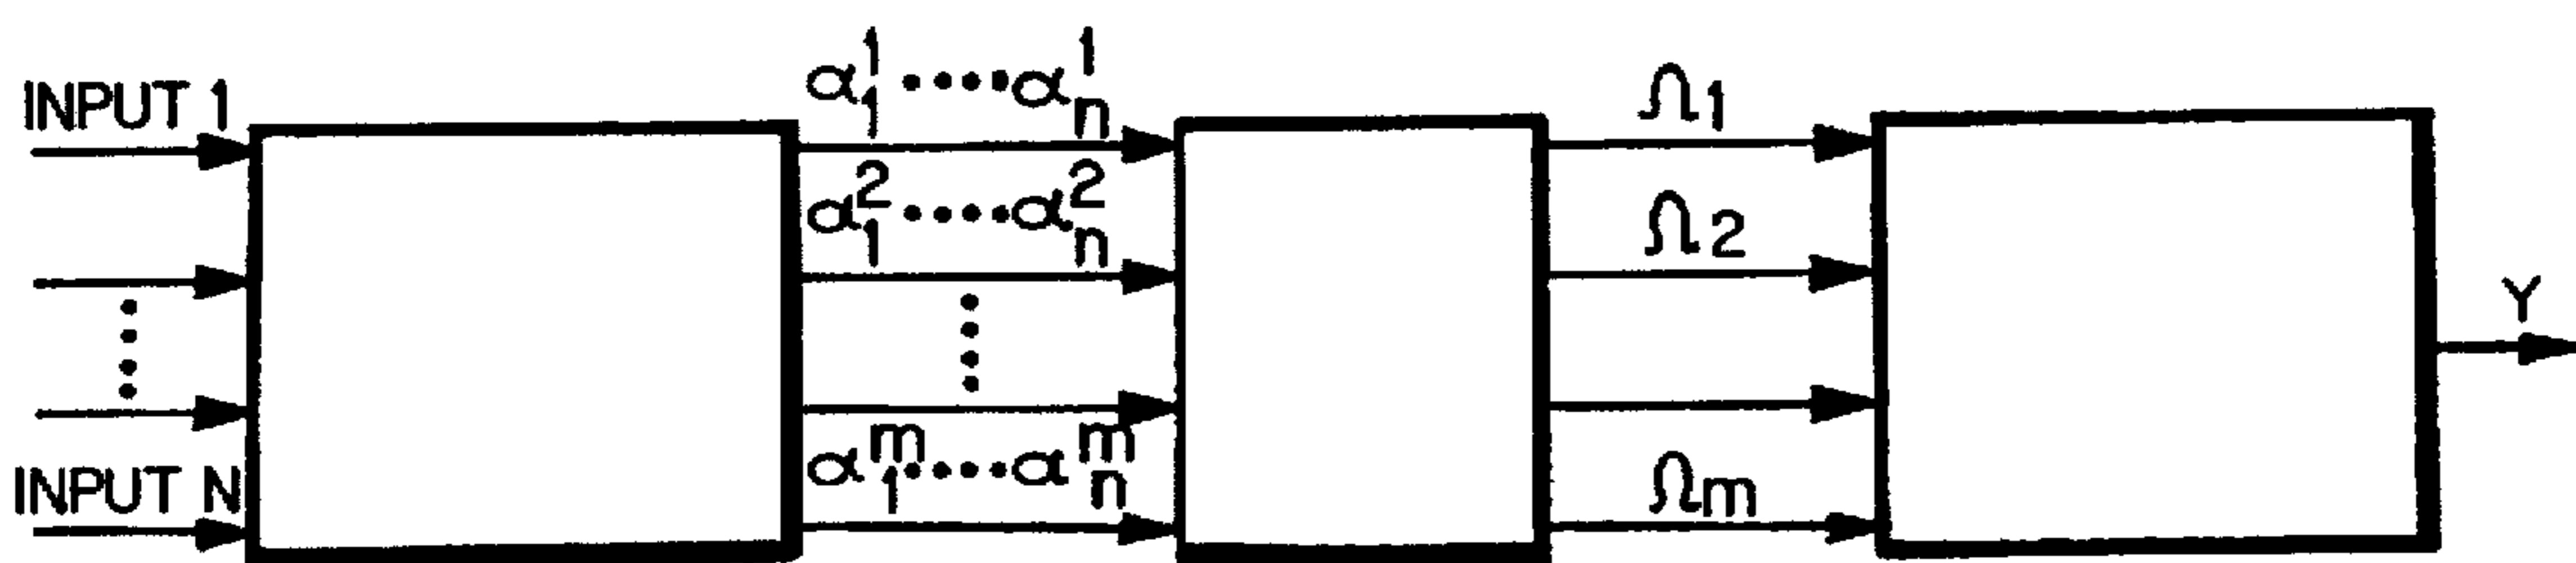 INPUT 1
α₁¹ ····αₙ¹
Ω₁
α₁² ····αₙ²
Ω₂
Y
INPUT N
α₁ᵐ····αₙᵐ
Ωₘ